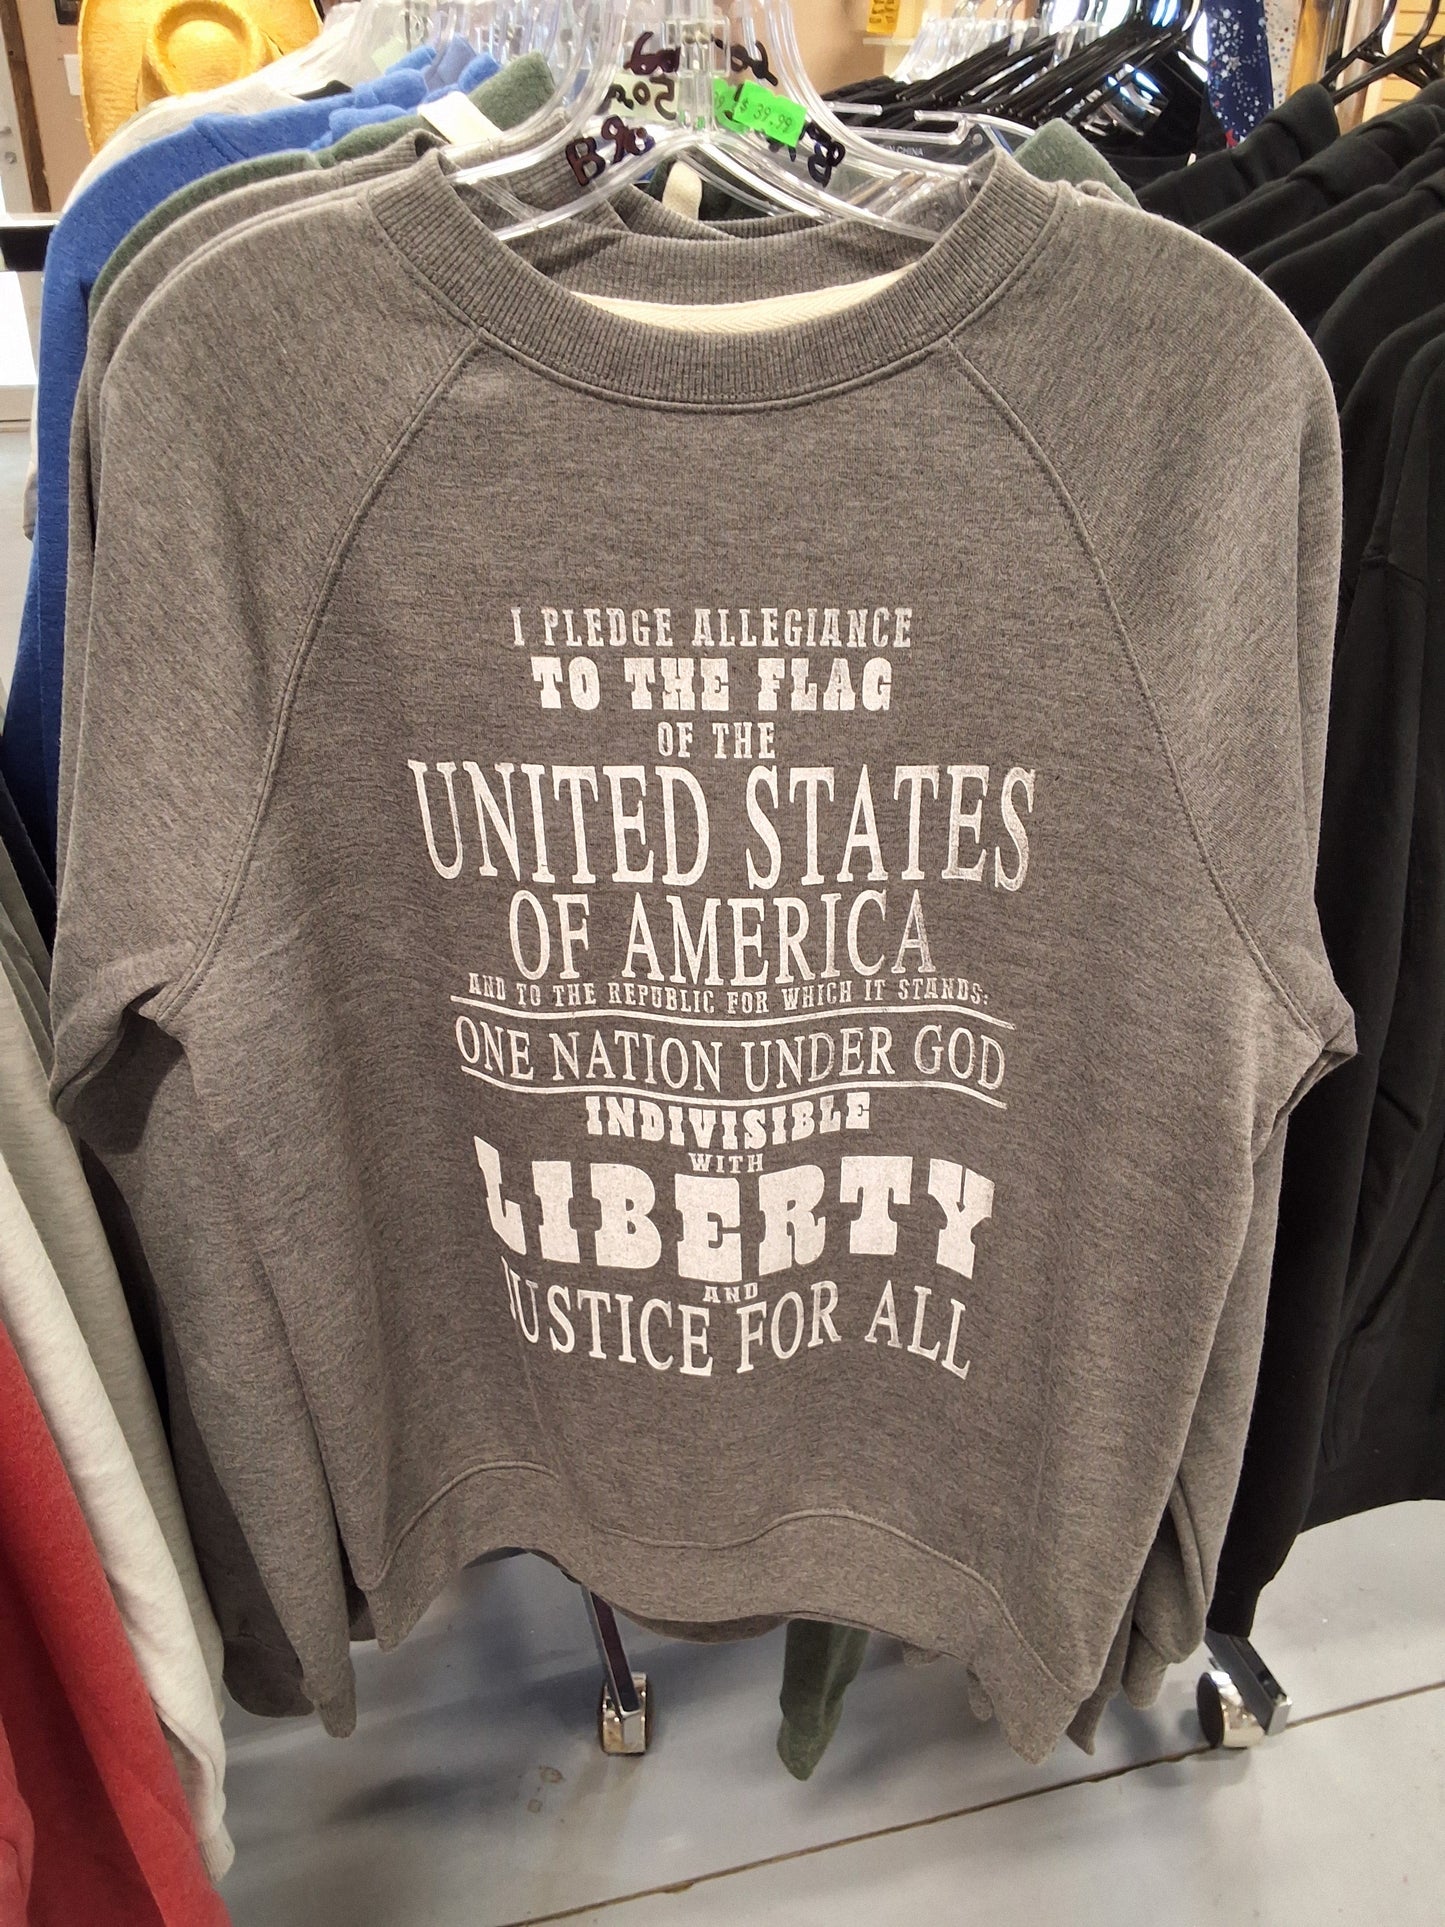 $ 39.99
I PLEDGE ALLEGIANCE
TO THE FLAG
OF THE
UNITED STATES
OF AMERICA
AND TO THE REPUBLIC FOR WHICH IT STANDS:
ONE NATION UNDER GOD
INDIVISIBLE
WITH
LIBERTY
AND
JUSTICE FOR ALL